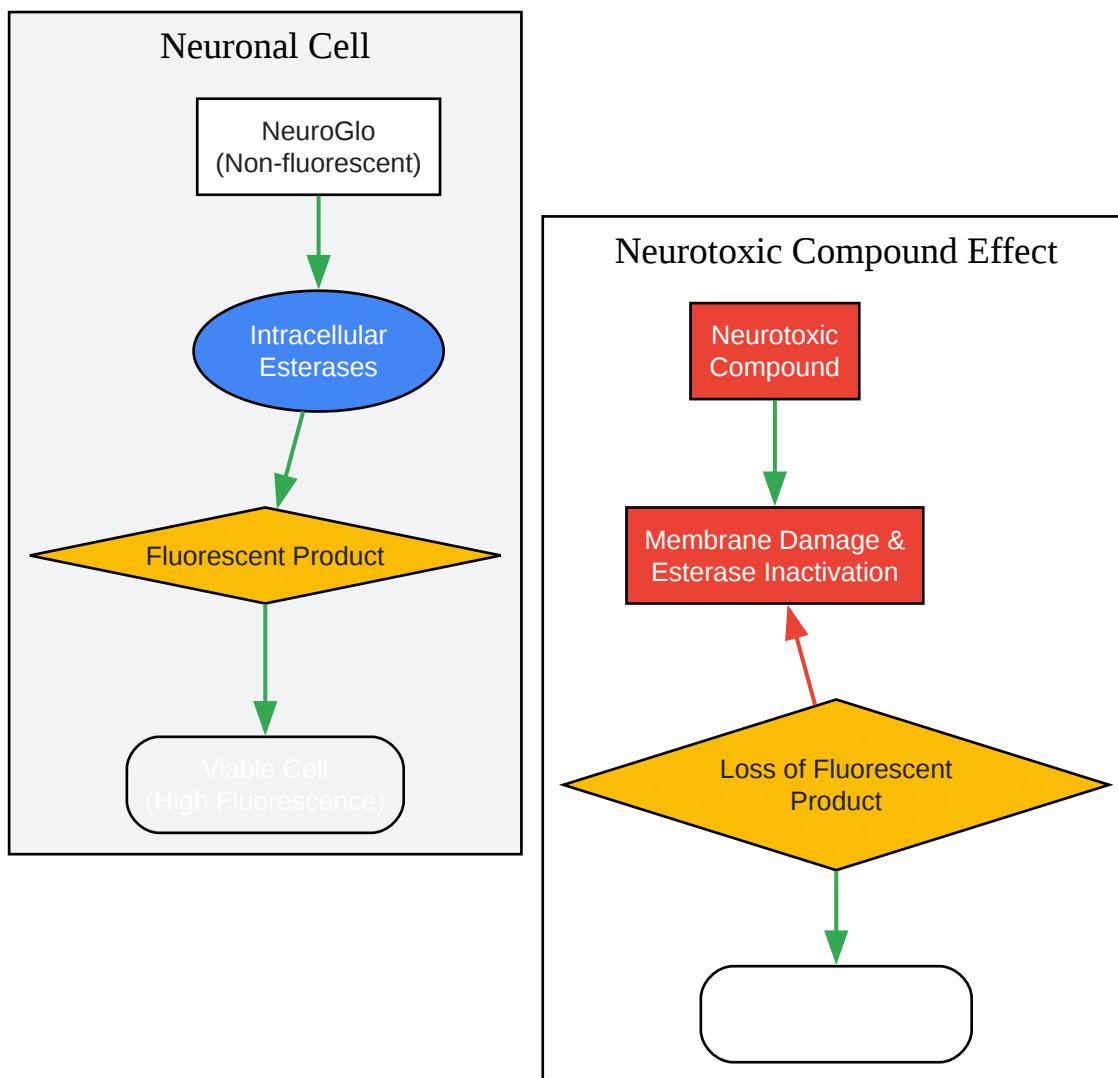 Neuronal Cell
NeuroGlo
(Non-fluorescent)
Intracellular
Esterases
Fluorescent Product
Viable Cell
(High Fluorescence)
Neurotoxic Compound Effect
Neurotoxic
Compound
Membrane Damage &
Esterase Inactivation
Loss of Fluorescent
Product